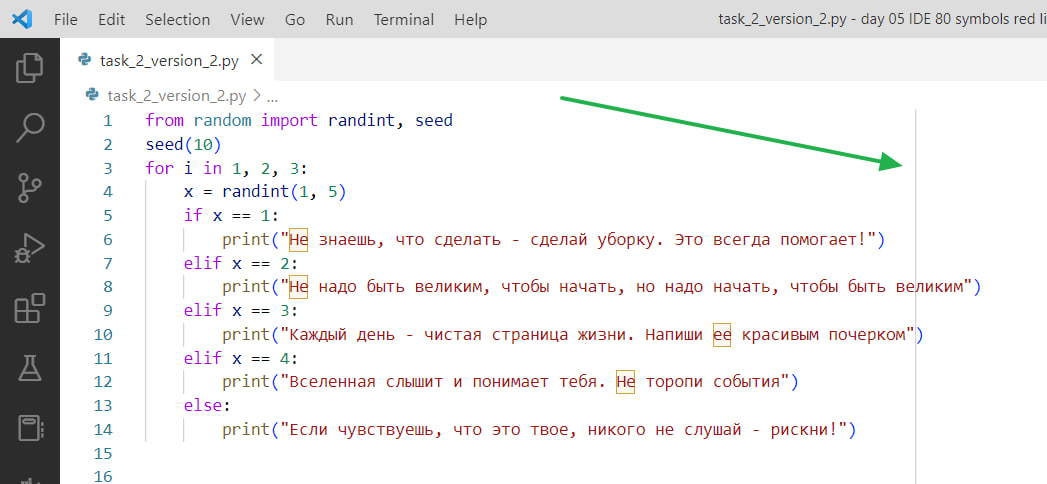 File Edit Selection View Go Run Terminal Help task_2_version_2.py - day 05 IDE 80 symbols red li
task_2_version_2.py ×
task_2_version_2.py > ...
1 from random import randint, seed
2 seed(10)
3 for i in 1, 2, 3:
4 x = randint(1, 5)
5 if x == 1:
6 print("Не знаешь, что сделать - сделай уборку. Это всегда помогает!")
7 elif x == 2:
8 print("Не надо быть великим, чтобы начать, но надо начать, чтобы быть великим")
9 elif x == 3:
10 print("Каждый день - чистая страница жизни. Напиши ее красивым почерком")
11 elif x == 4:
12 print("Вселенная слышит и понимает тебя. Не торопи события")
13 else:
14 print("Если чувствуешь, что это твое, никого не слушай - рискни!")
15
16